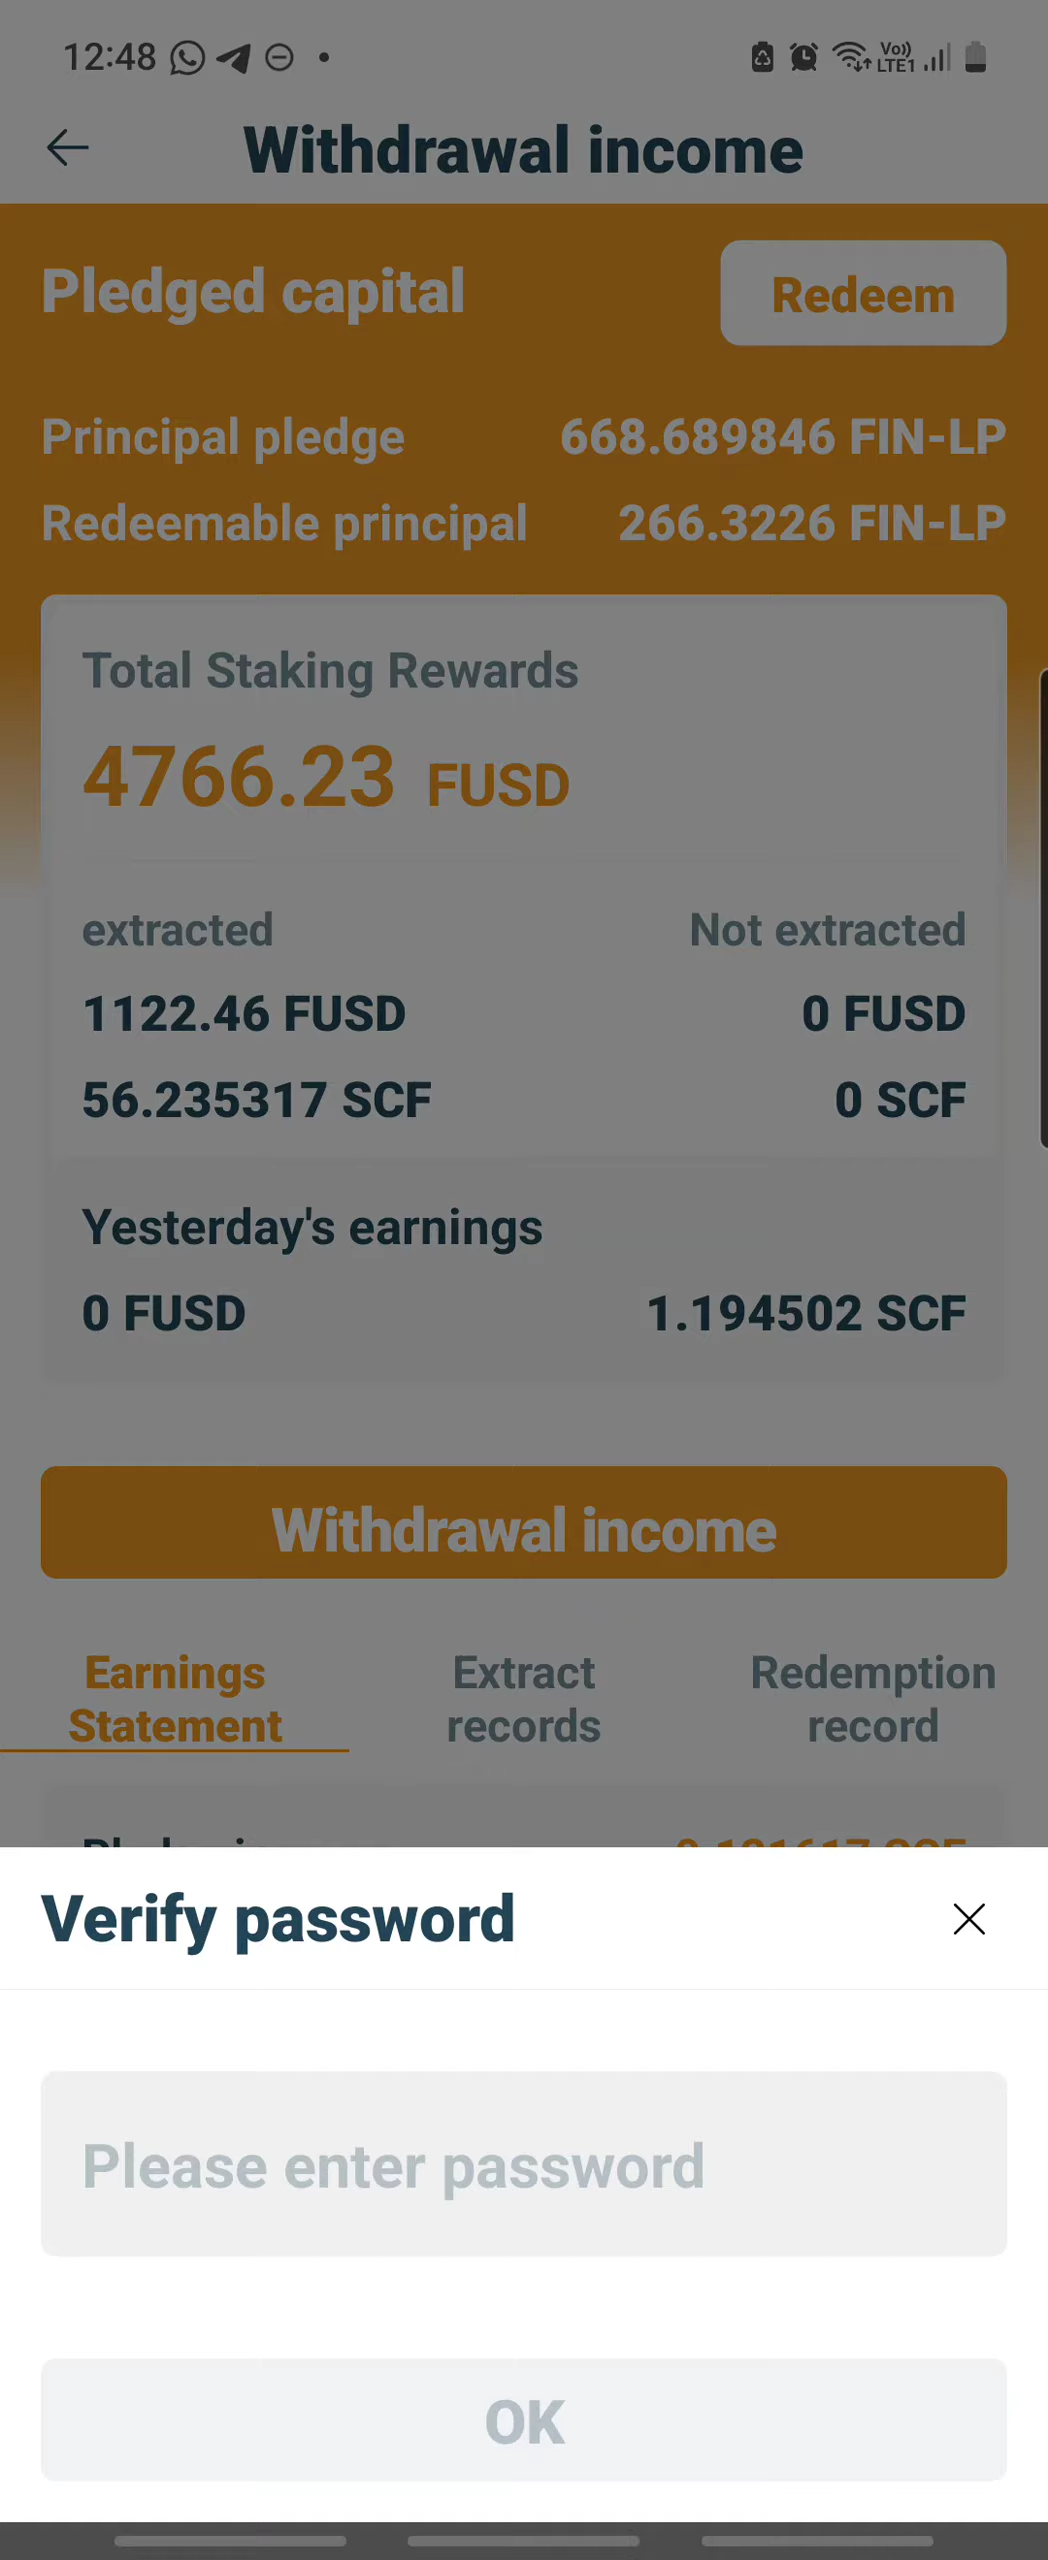 12:48
Vo))
LTE1
Withdrawal income
Pledged capital
Redeem
Principal pledge 668.689846 FIN-LP
Redeemable principal 266.3226 FIN-LP
Total Staking Rewards
4766.23 FUSD
extracted Not extracted
1122.46 FUSD 0 FUSD
56.235317 SCF 0 SCF
Yesterday's earnings
0 FUSD 1.194502 SCF
Withdrawal income
Earnings Statement
Extract records
Redemption record
Verify password
Please enter password
OK